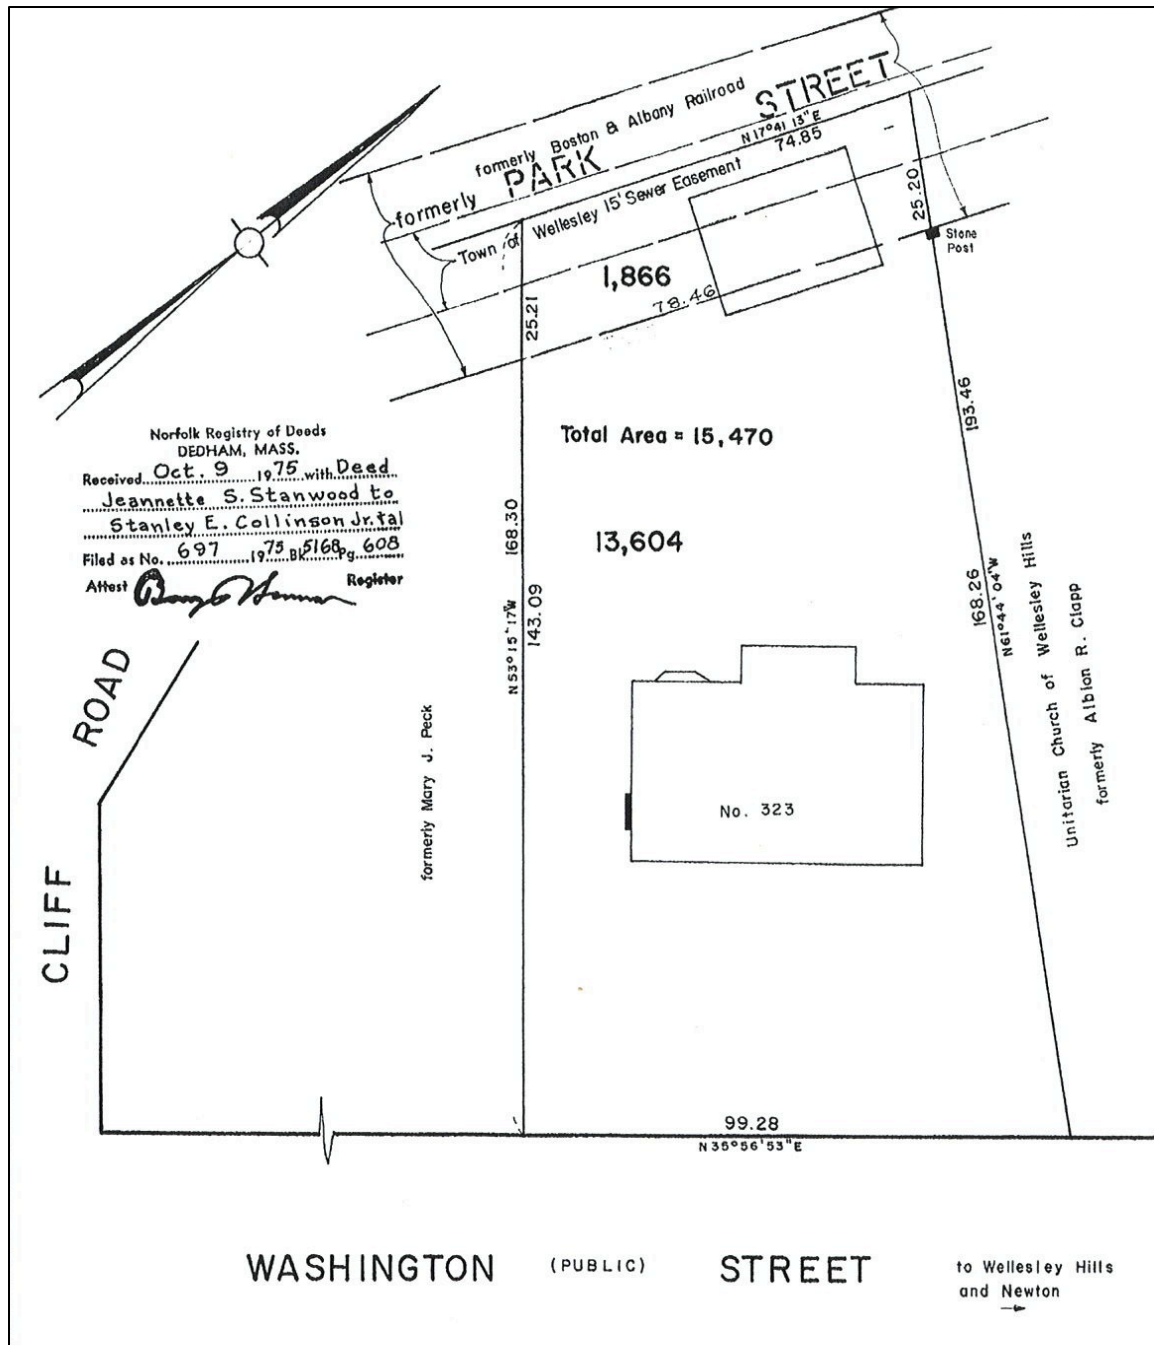 formerly Boston & Albany Railroad
formerly PARK STREET
N 17° 41' 13" E
74.85
Town of Wellesley 15' Sewer Easement
25.20
Stone
Post
1,866
78.46
25.21
193.46
Total Area = 15,470
Norfolk Registry of Deeds
DEDHAM, MASS.
Received Oct. 9 1975 with Deed
Jeannette S. Stanwood to
Stanley E. Collinson Jr. tal
Filed as No. 697 1975 Bk 5168 Pg. 608
Attest Register
168.30
N 53° 15' 17" W
143.09
13,604
168.26
N 61° 44' 04" W
Unitarian Church of Wellesley Hills
formerly Albion R. Clapp
formerly Mary J. Peck
CLIFF ROAD
No. 323
99.28
N 35° 56' 53" E
WASHINGTON (PUBLIC) STREET
to Wellesley Hills
and Newton